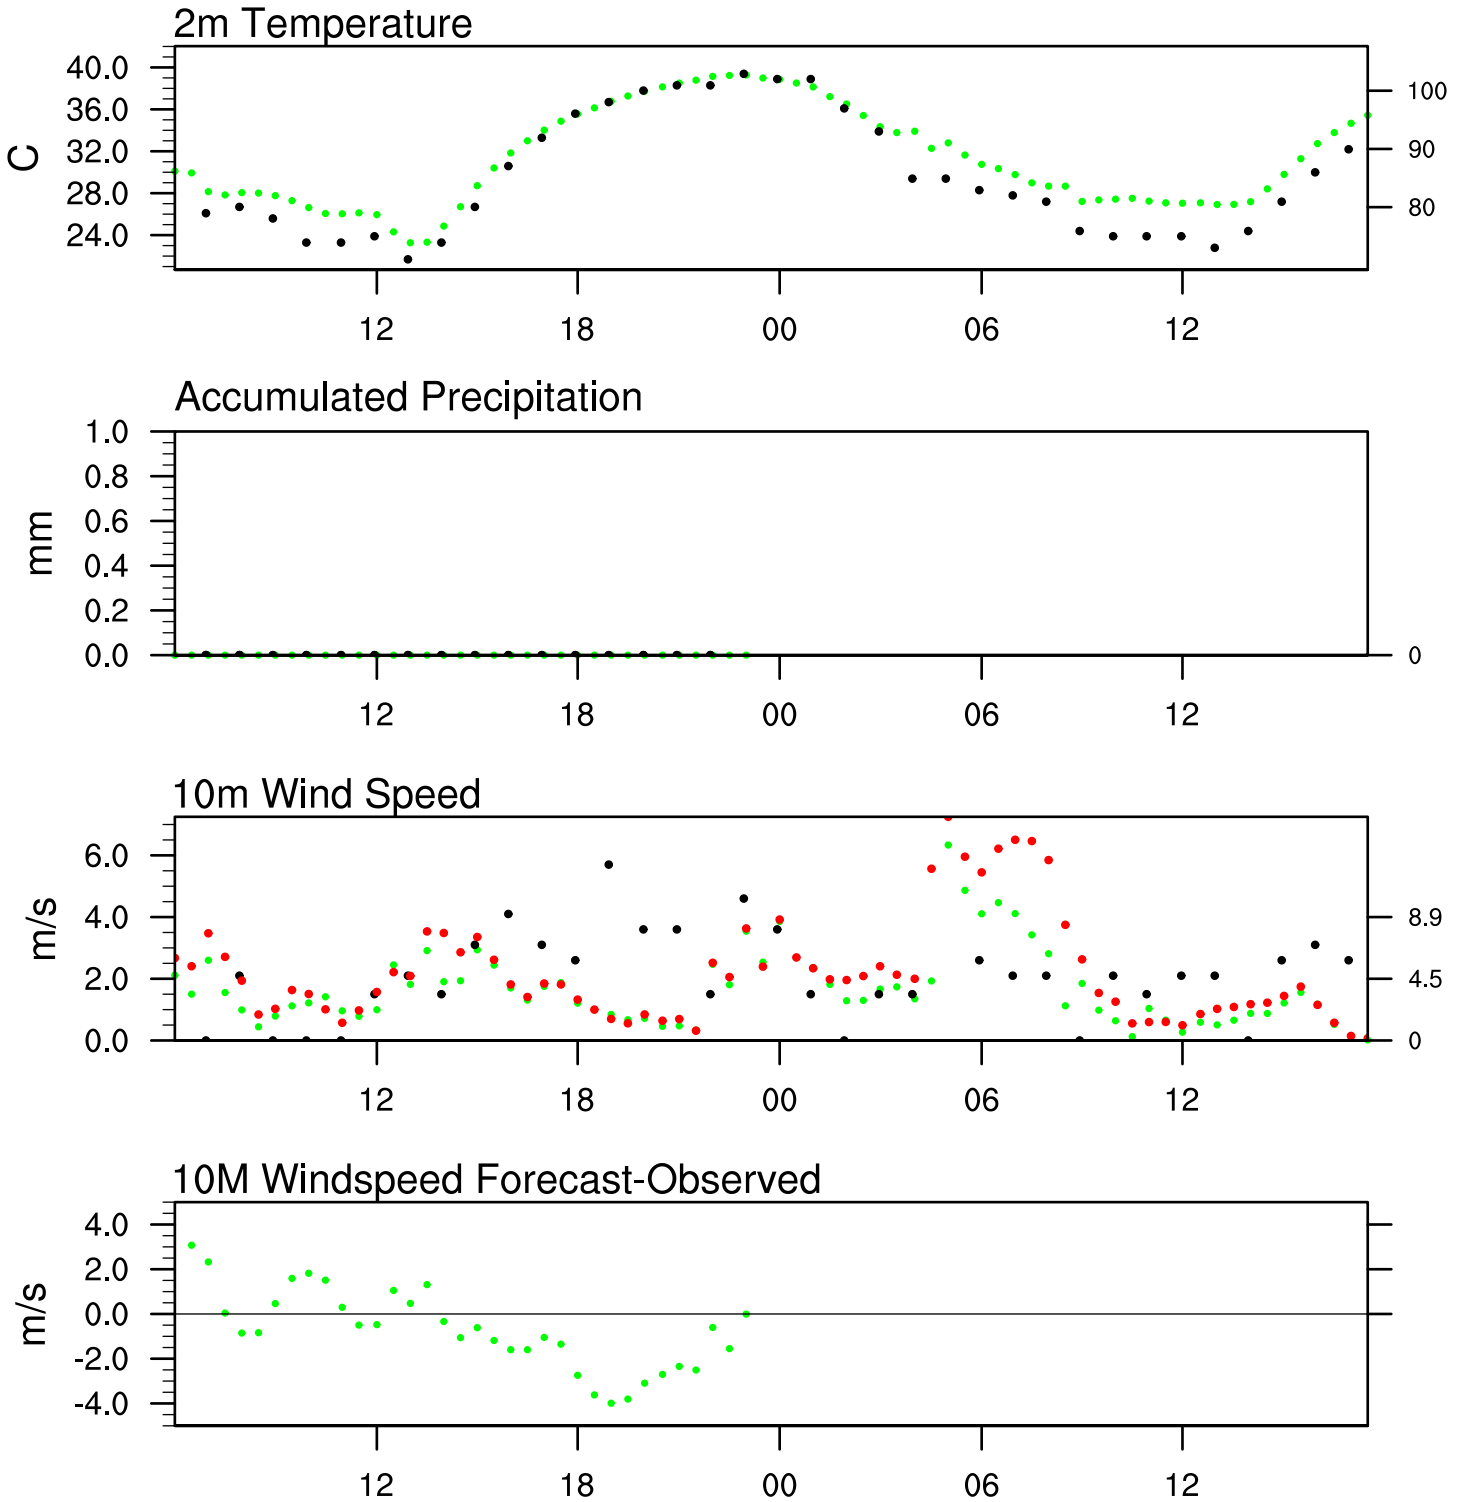 2m Temperature
40.0
36.0
32.0
28.0
24.0
C
100
90
80
12 18 00 06 12
Accumulated Precipitation
1.0
0.8
0.6
0.4
0.2
0.0
mm
0
12 18 00 06 12
10m Wind Speed
6.0
4.0
2.0
0.0
m/s
8.9
4.5
0
12 18 00 06 12
10M Windspeed Forecast-Observed
4.0
2.0
0.0
-2.0
-4.0
m/s
12 18 00 06 12